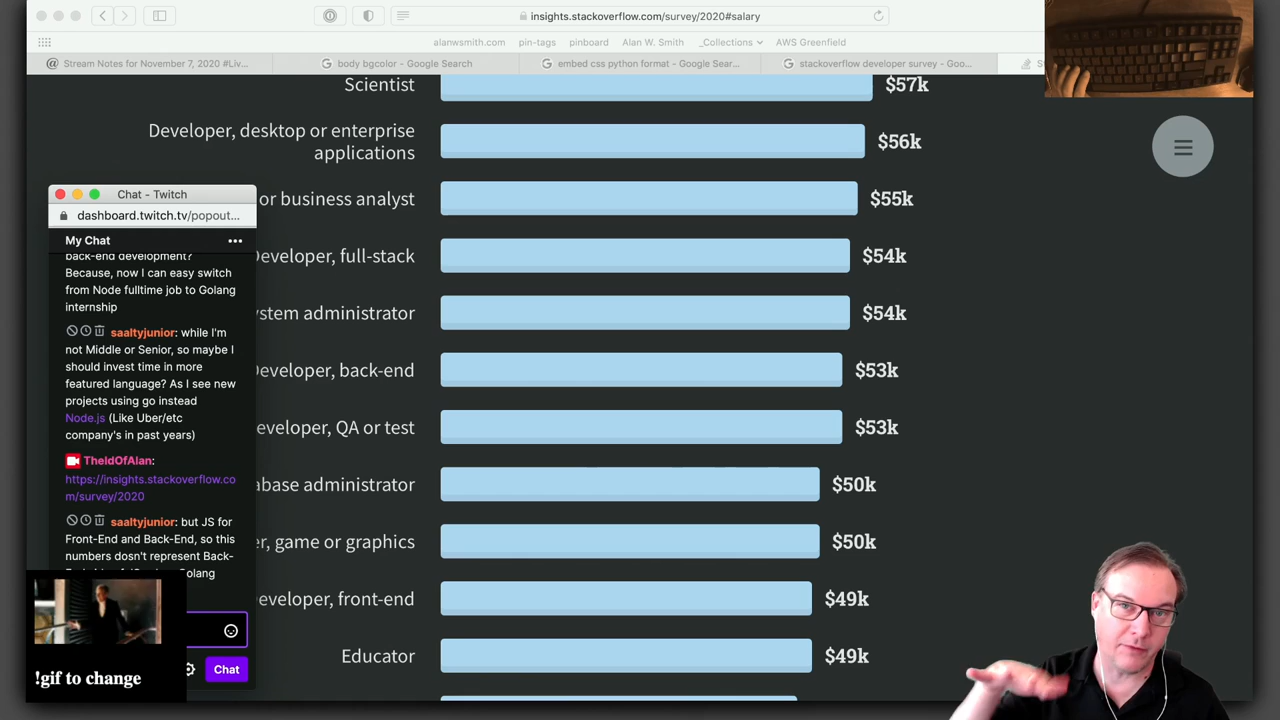 insights.stackoverflow.com/survey/2020#salary
alanwsmith.com
pin-tags
pinboard
Alan W. Smith
_Collections
AWS Greenfield
@ Stream Notes for November 7, 2020 #Liv...
G body bgcolor - Google Search
G embed css python format - Google Sear...
G stackoverflow developer survey - Goo...
Scientist
$57k
Developer, desktop or enterprise
applications
$56k
or business analyst
$55k
Developer, full-stack
$54k
stem administrator
$54k
Developer, back-end
$53k
eveloper, QA or test
$53k
abase administrator
$50k
er, game or graphics
$50k
eveloper, front-end
$49k
Educator
$49k
Chat - Twitch
dashboard.twitch.tv/popout...
My Chat
back-end development?
Because, now I can easy switch
from Node fulltime job to Golang
internship
saaltyjunior: while I'm
not Middle or Senior, so maybe I
should invest time in more
featured language? As I see new
projects using go instead
Node.js (Like Uber/etc
company's in past years)
TheIdOfAlan:
https://insights.stackoverflow.co
m/survey/2020
saaltyjunior: but JS for
Front-End and Back-End, so this
numbers dosn't represent Back-
Golang
!gif to change
Chat